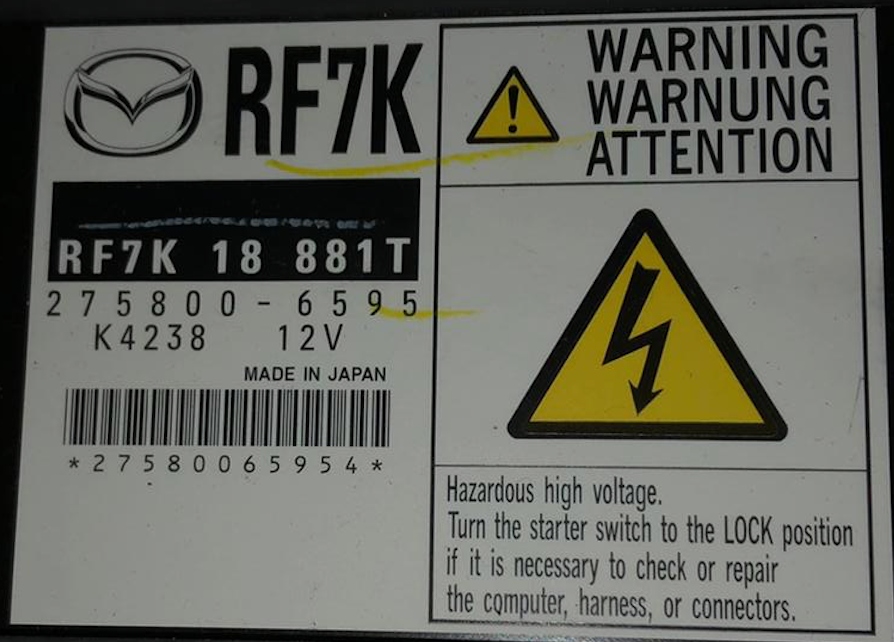 RF7K
RF7K 18 881T
275800-6595
K4238 12V
MADE IN JAPAN
*27580065954*
WARNING
WARNUNG
ATTENTION
Hazardous high voltage.
Turn the starter switch to the LOCK position
if it is necessary to check or repair
the computer, harness, or connectors.